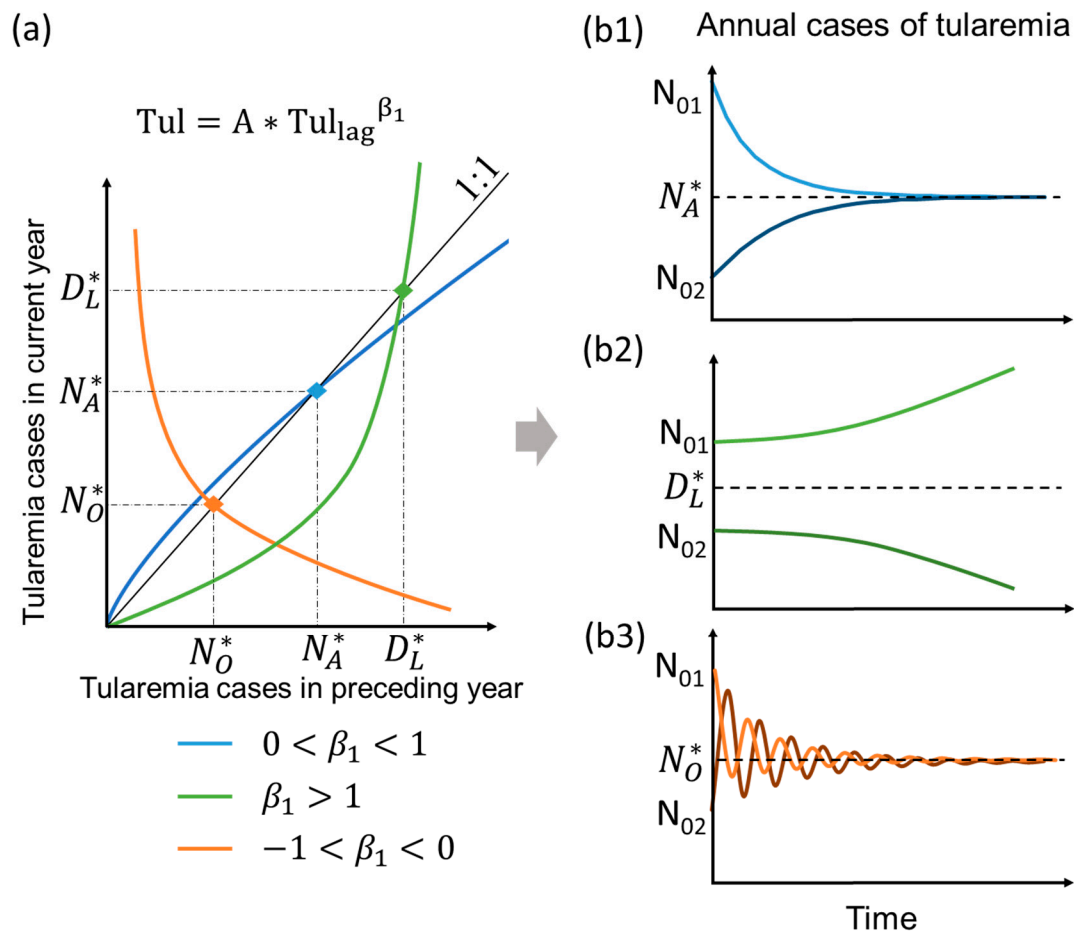 (a)
Tul = A ∗ Tul_lag^β₁
1:1
Tularemia cases in current year
D_L^*
N_A^*
N_O^*
N_O^* N_A^* D_L^*
Tularemia cases in preceding year
0 < β₁ < 1
β₁ > 1
−1 < β₁ < 0
(b1) Annual cases of tularemia
N₀₁
N_A^*
N₀₂
(b2)
N₀₁
D_L^*
N₀₂
(b3)
N₀₁
N_O^*
N₀₂
Time